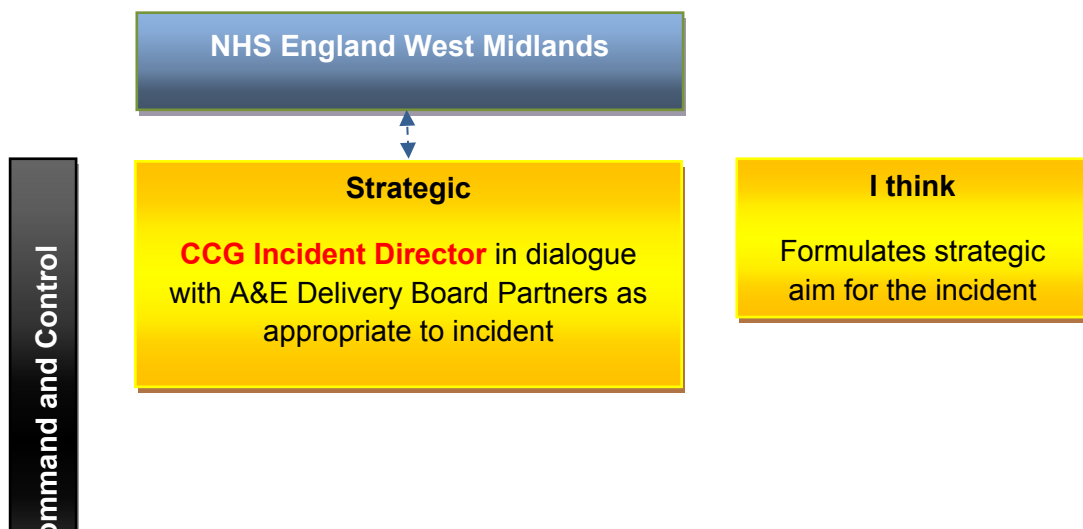 NHS England West Midlands
Strategic
CCG Incident Director in dialogue
with A&E Delivery Board Partners as
appropriate to incident
I think
Formulates strategic
aim for the incident
ommand and Control